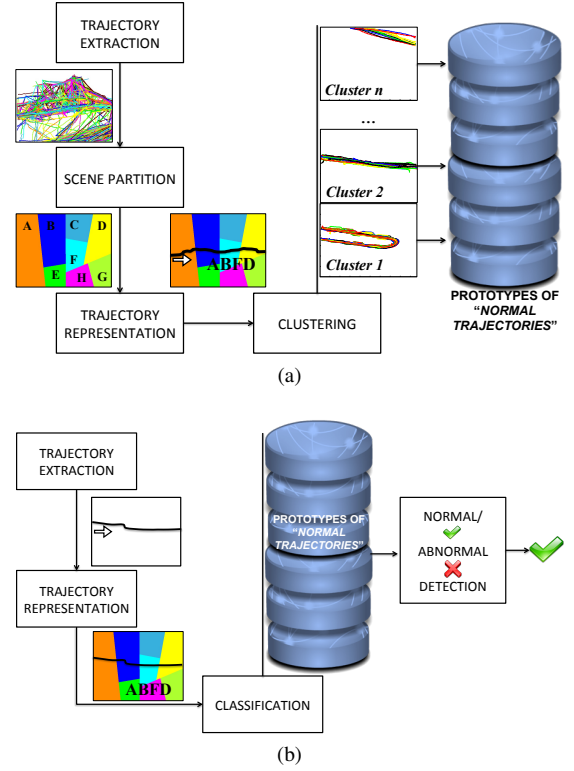 TRAJECTORY
EXTRACTION
SCENE PARTITION
A B C D
F
E H G
ABFD
TRAJECTORY
REPRESENTATION
CLUSTERING
Cluster n
...
Cluster 2
Cluster 1
PROTOTYPES OF
“NORMAL
TRAJECTORIES”
(a)
TRAJECTORY
EXTRACTION
TRAJECTORY
REPRESENTATION
ABFD
CLASSIFICATION
PROTOTYPES OF
“NORMAL
TRAJECTORIES”
NORMAL/
ABNORMAL
DETECTION
(b)